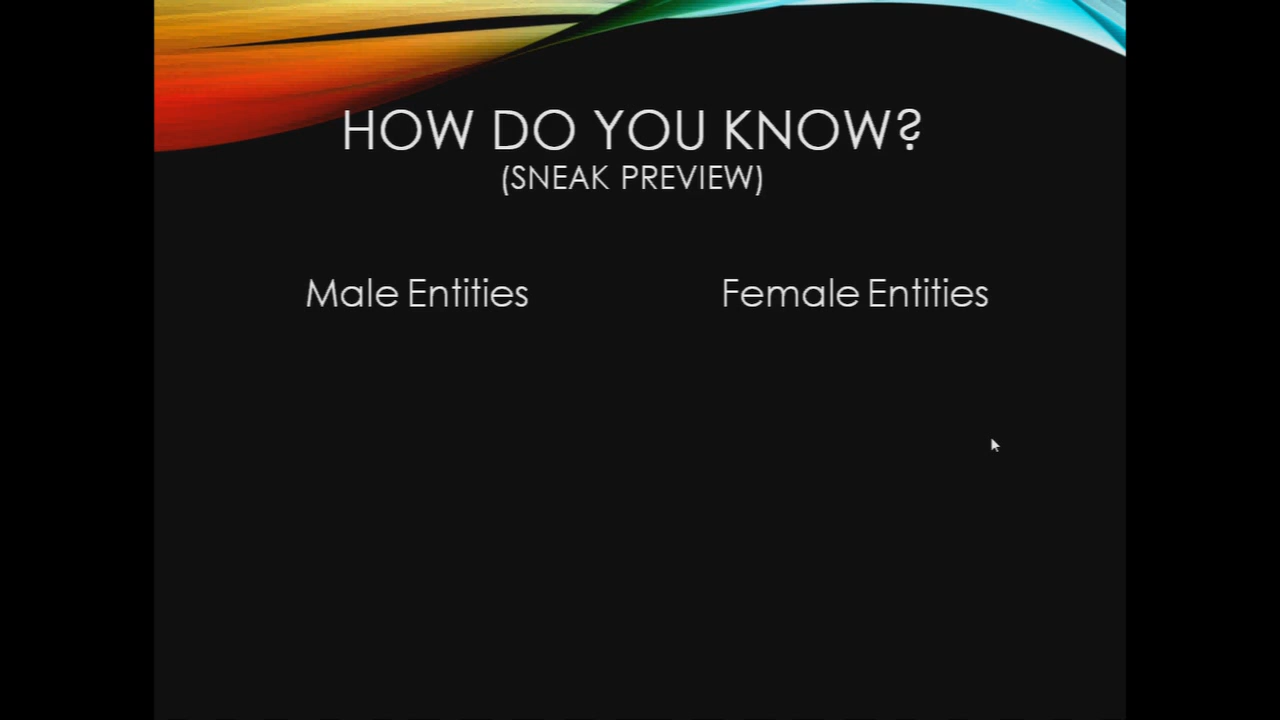 HOW DO YOU KNOW?
(SNEAK PREVIEW)
Male Entities
Female Entities